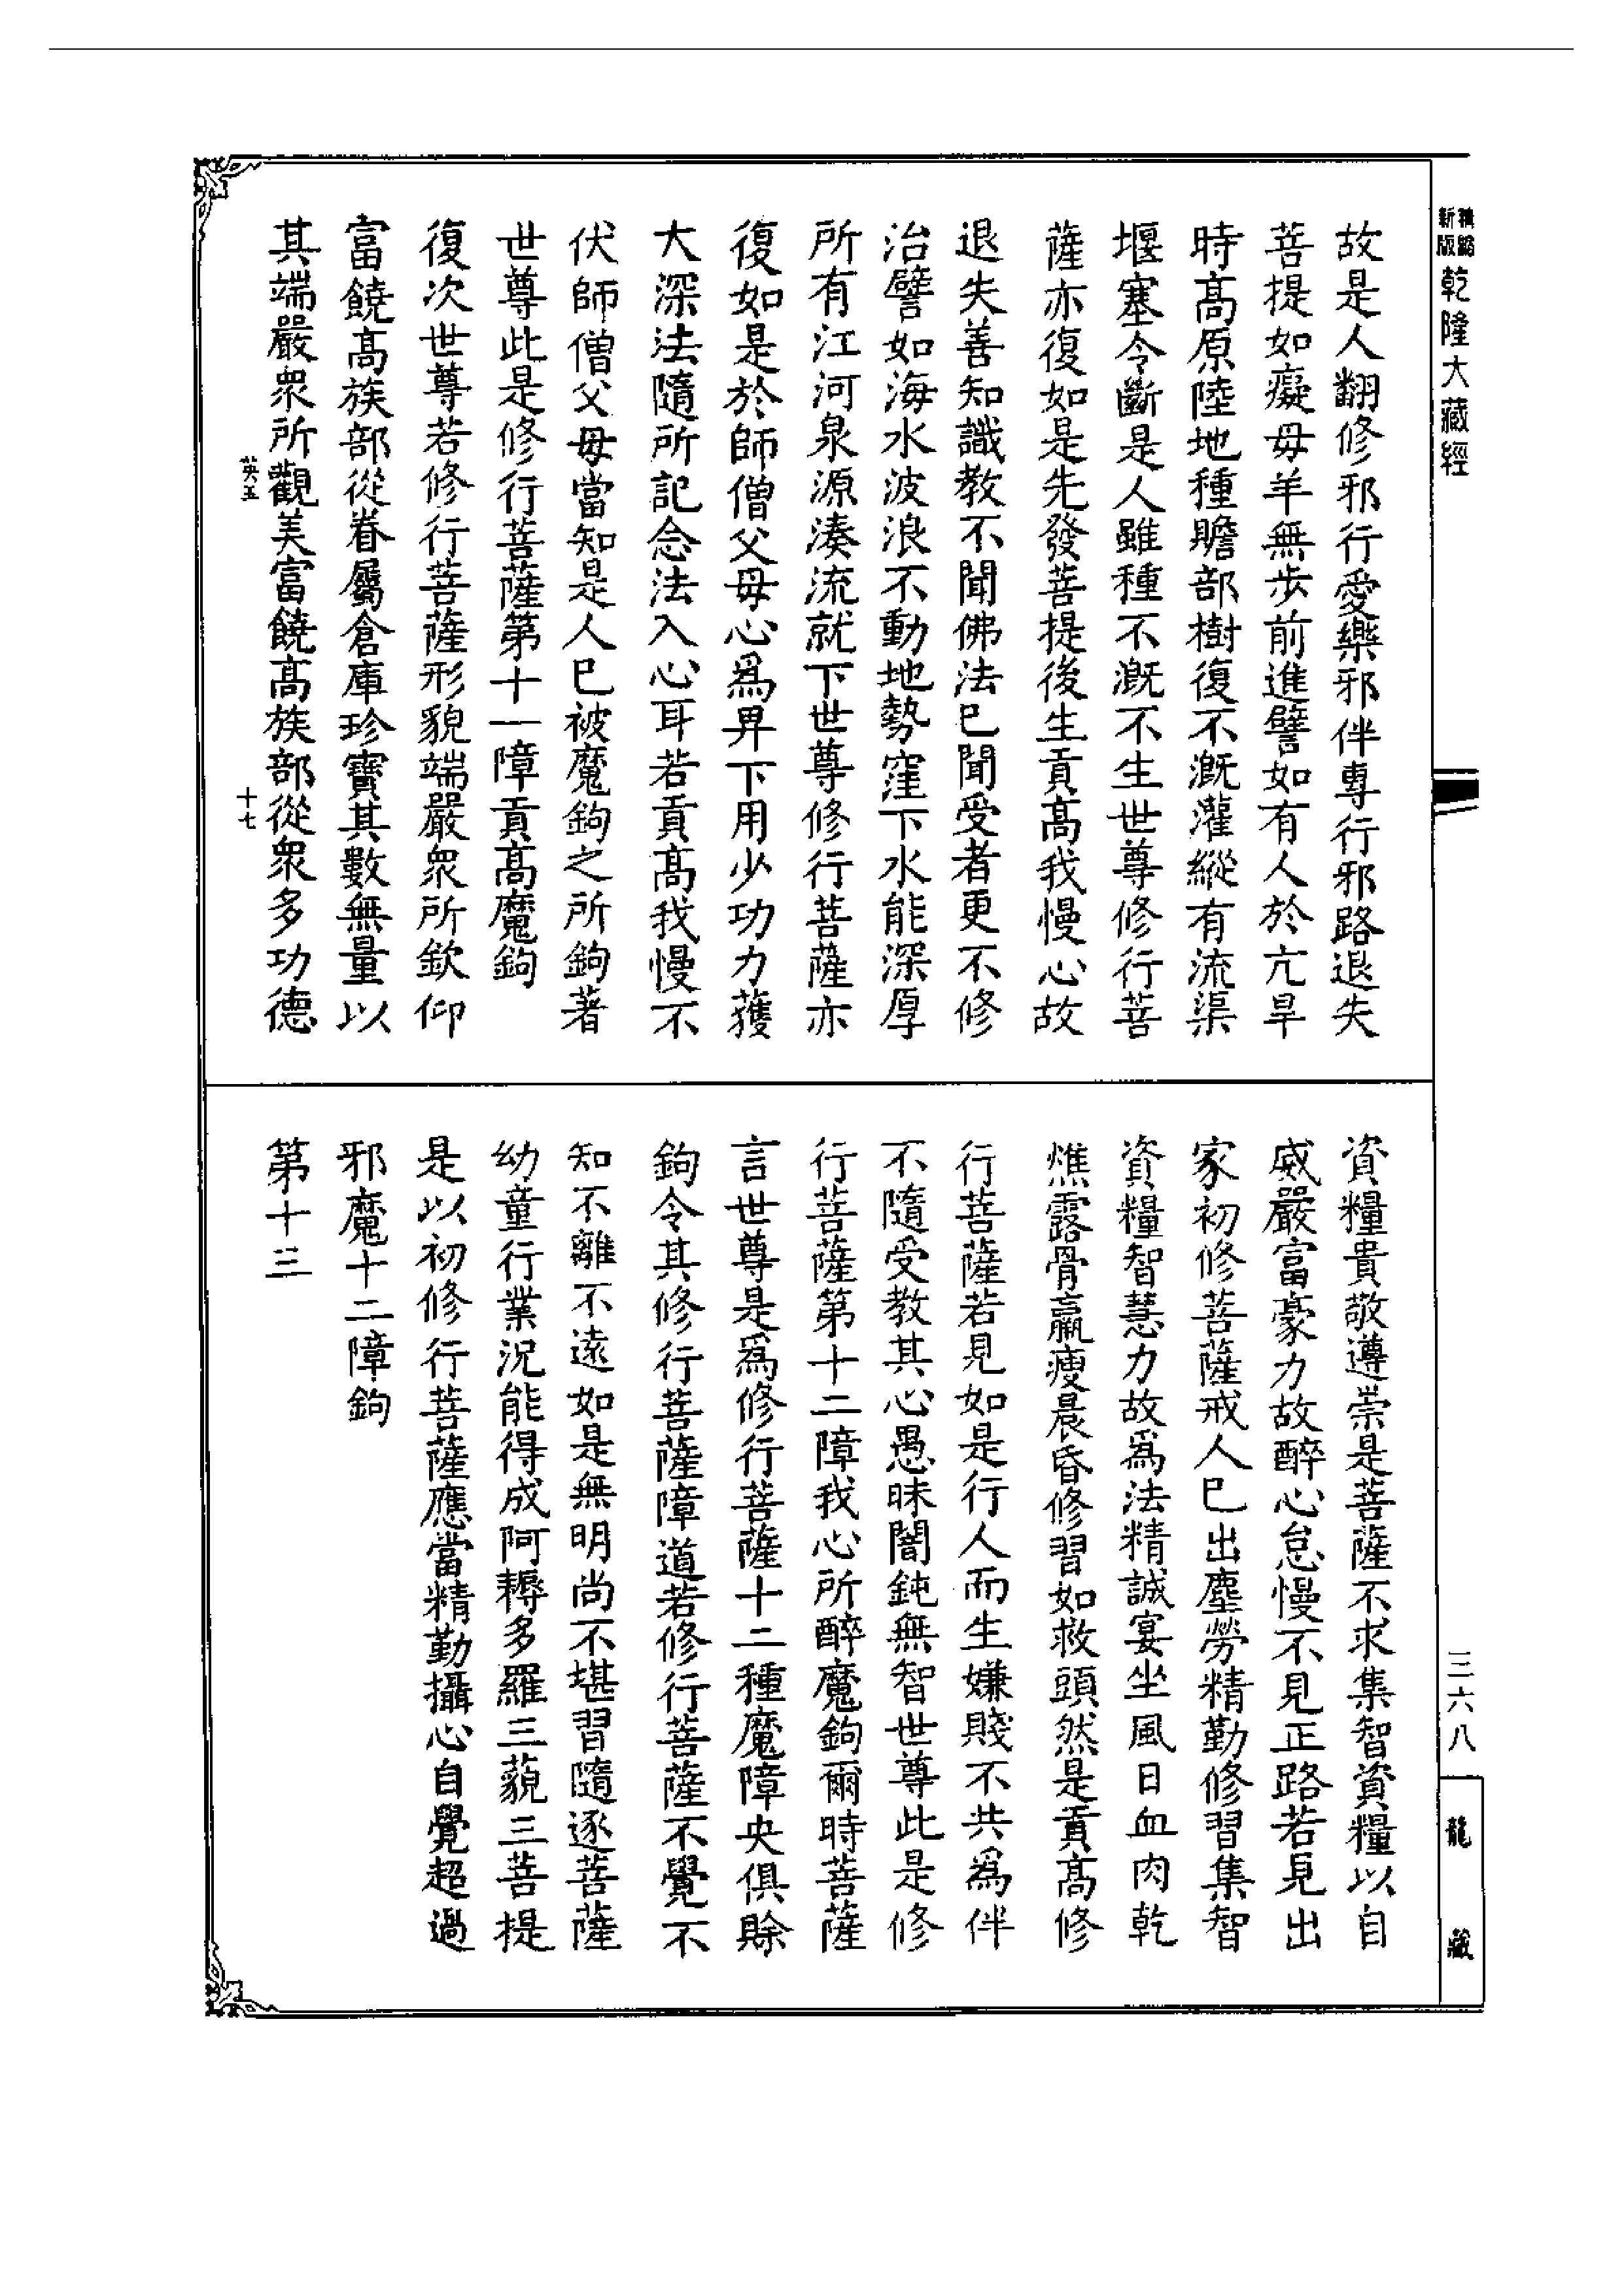 精縮新版乾隆大藏經
故是人翻修邪行愛樂邪伴專行邪路退失
菩提如癡母羊無步前進譬如有人於亢旱
時高原陸地種贍部樹復不溉灌縱有流渠
堰塞令斷是人雖種不溉不生世尊修行菩
薩亦復如是先發菩提後生貢高我慢心故
退失善知識教不聞佛法巳聞受者更不修
治譬如海水波浪不動地勢窪下水能深厚
所有江河泉源湊流就下世尊修行菩薩亦
復如是於師僧父母心爲畀下用少功力獲
大深法隨所記念法入心耳若貢高我慢不
伏師僧父母當知是人巳被魔鉤之所鉤著
世尊此是修行菩薩第十一障貢高魔鉤
復次世尊若修行菩薩形貌端嚴衆所欽仰
富饒高族部從眷屬倉庫珍寶其數無量以
其端嚴衆所觀美富饒高族部從衆多功德
英五
十七
資糧貴敬遵崇是菩薩不求集智資糧以自
威嚴富豪力故醉心怠慢不見正路若見出
家初修菩薩戒人巳出塵勞精勤修習集智
資糧智慧力故爲法精誠宴坐風日血肉乾
燋露骨羸瘦晨昏修習如救頭然是貢高修
行菩薩若見如是行人而生嫌賤不共爲伴
不隨受教其心愚昧闇鈍無智世尊此是修
行菩薩第十二障我心所醉魔鉤爾時菩薩
言世尊是爲修行菩薩十二種魔障央俱賒
鉤令其修行菩薩障道若修行菩薩不覺不
知不離不遠如是無明尚不堪習隨逐菩薩
幼童行業況能得成阿耨多羅三藐三菩提
是以初修行菩薩應當精勤攝心自覺超過
邪魔十二障鉤
第十三
三六八
龍藏